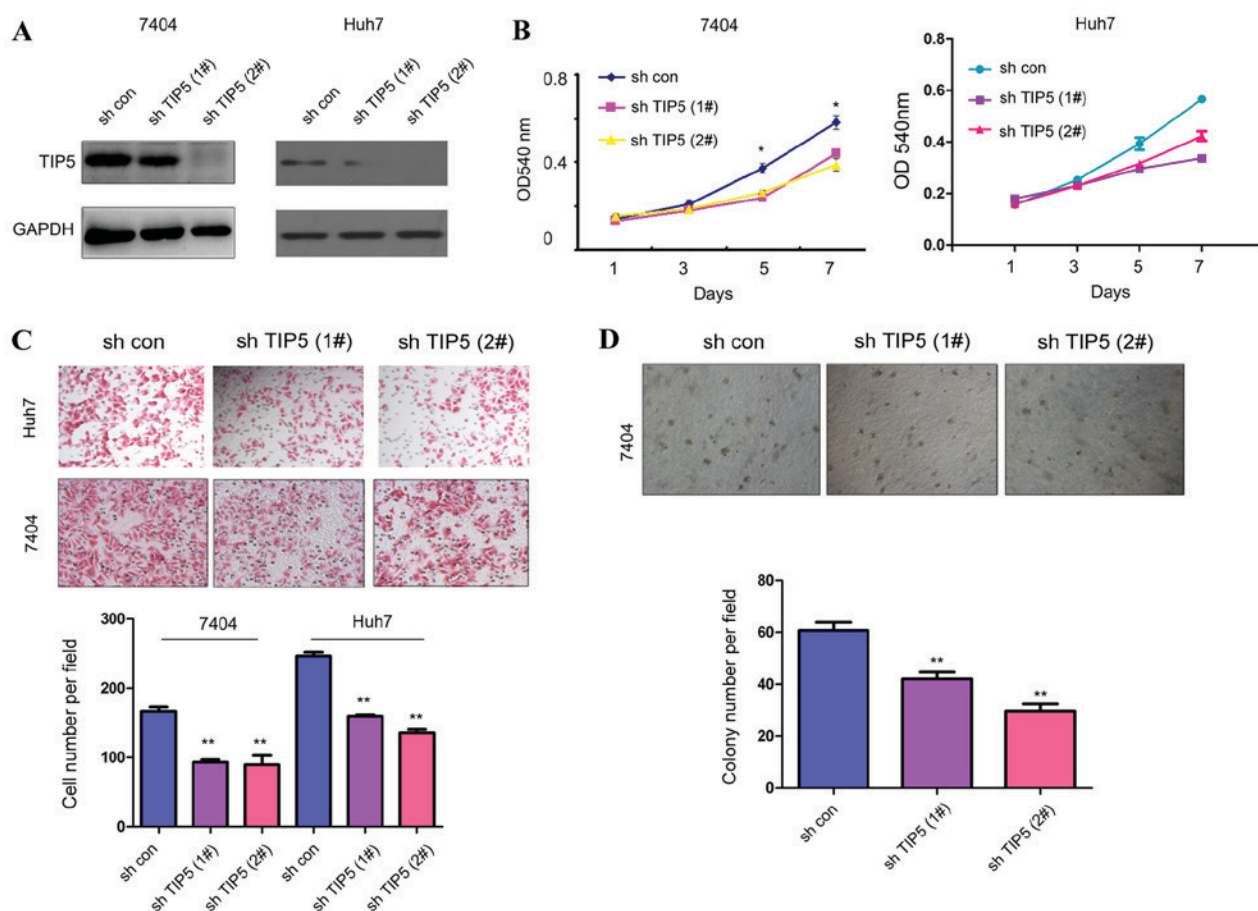 A
7404
Huh7
sh con
sh TIP5 (1#)
sh TIP5 (2#)
sh con
sh TIP5 (1#)
sh TIP5 (2#)
TIP5
GAPDH
B
7404
OD540 nm
0.8
0.4
0
sh con
sh TIP5 (1#)
sh TIP5 (2#)
*
*
1 3 5 7
Days
Huh7
OD 540nm
0.8
0.6
0.4
0.2
0.0
sh con
sh TIP5 (1#)
sh TIP5 (2#)
1 3 5 7
Days
C
sh con sh TIP5 (1#) sh TIP5 (2#)
Huh7
7404
Cell number per field
300
200
100
0
7404
Huh7
**
**
**
**
sh con
sh TIP5 (1#)
sh TIP5 (2#)
sh con
sh TIP5 (1#)
sh TIP5 (2#)
D
sh con sh TIP5 (1#) sh TIP5 (2#)
7404
Colony number per field
80
60
40
20
0
**
**
sh con
sh TIP5 (1#)
sh TIP5 (2#)